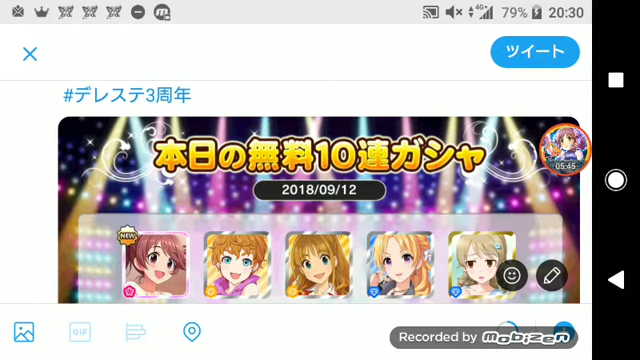 79% 20:30
ツイート
#デレステ3周年
本日の無料10連ガシャ
2018/09/12
05:45
NEW
GIF
Recorded by mobizen